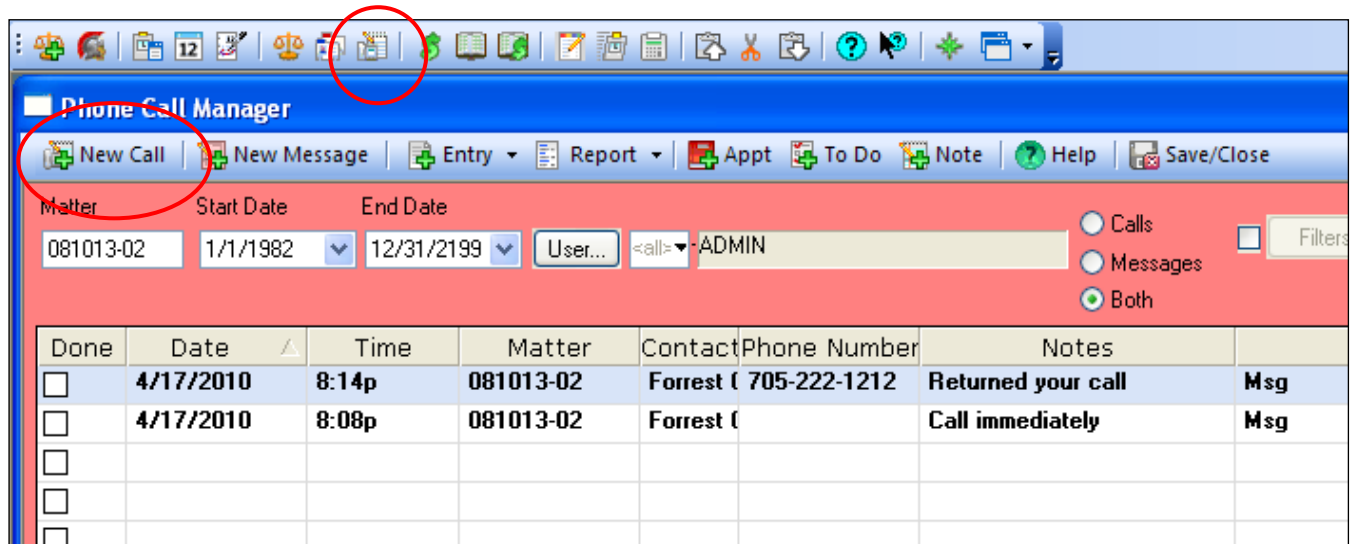 12
Phone Call Manager
New Call New Message Entry Report Appt To Do Note Help Save/Close
Matter Start Date End Date
081013-02 1/1/1982 12/31/2199 User... <all> -ADMIN
Calls
Messages
Both
Filters
Done Date Time Matter Contact Phone Number Notes
4/17/2010 8:14p 081013-02 Forrest 705-222-1212 Returned your call Msg
4/17/2010 8:08p 081013-02 Forrest Call immediately Msg